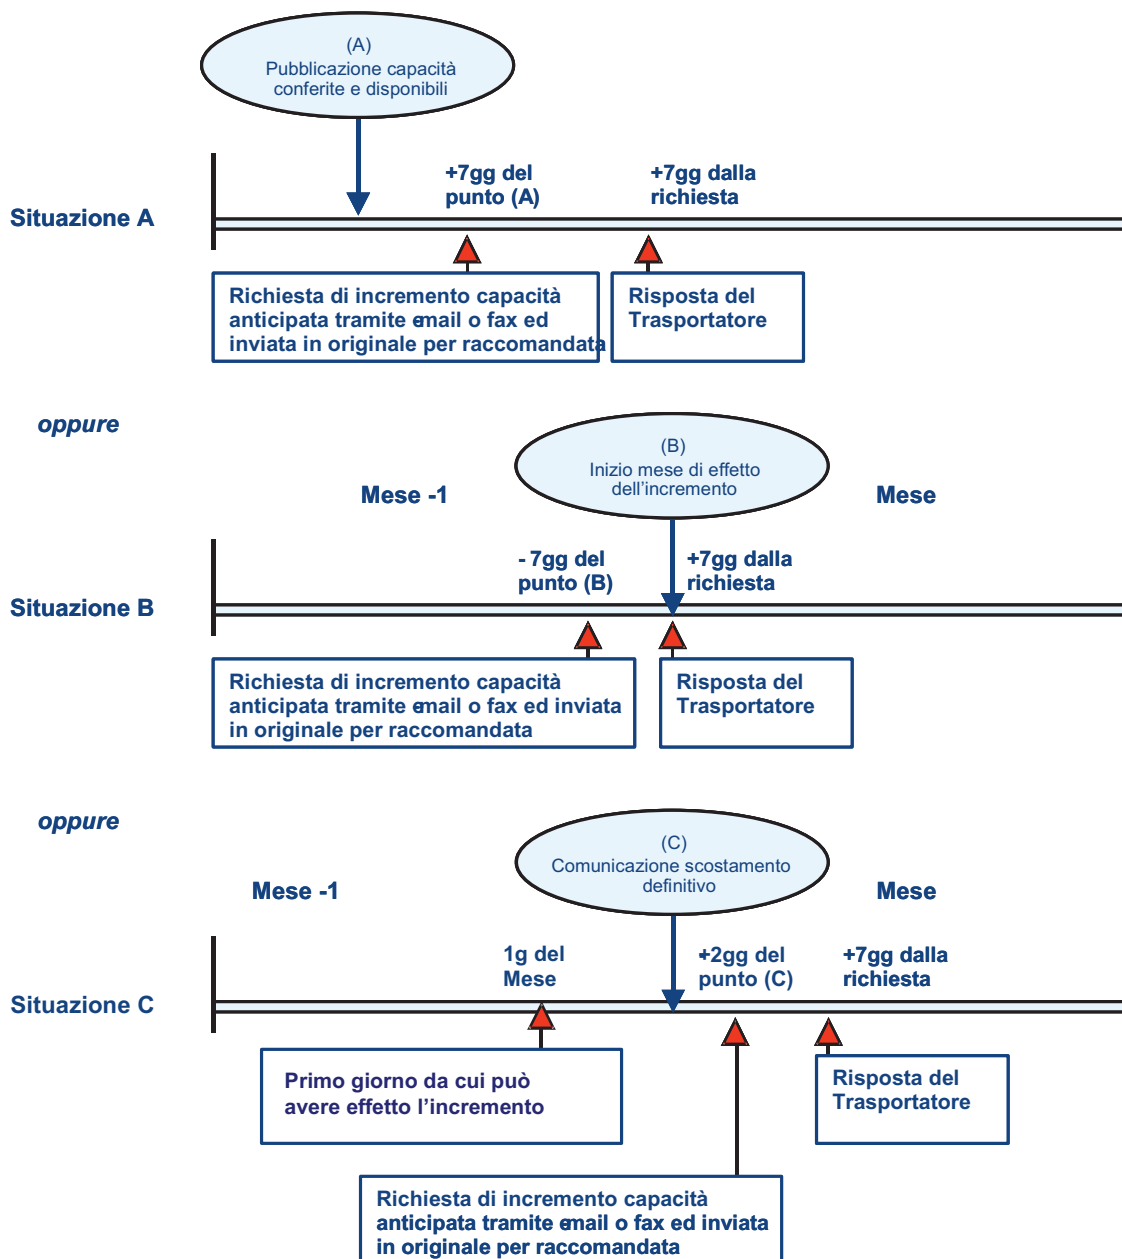 (A)
Pubblicazione capacità
conferite e disponibili
+7gg del
punto (A)
+7gg dalla
richiesta
Situazione A
Richiesta di incremento capacità
anticipata tramite email o fax ed
inviata in originale per raccomandata
Risposta del
Trasportatore
oppure
(B)
Inizio mese di effetto
dell'incremento
Mese -1
Mese
- 7gg del
punto (B)
+7gg dalla
richiesta
Situazione B
Richiesta di incremento capacità
anticipata tramite email o fax ed inviata
in originale per raccomandata
Risposta del
Trasportatore
oppure
(C)
Comunicazione scostamento
definitivo
Mese -1
Mese
1g del
Mese
+2gg del
punto (C)
+7gg dalla
richiesta
Situazione C
Primo giorno da cui può
avere effetto l'incremento
Risposta del
Trasportatore
Richiesta di incremento capacità
anticipata tramite email o fax ed inviata
in originale per raccomandata